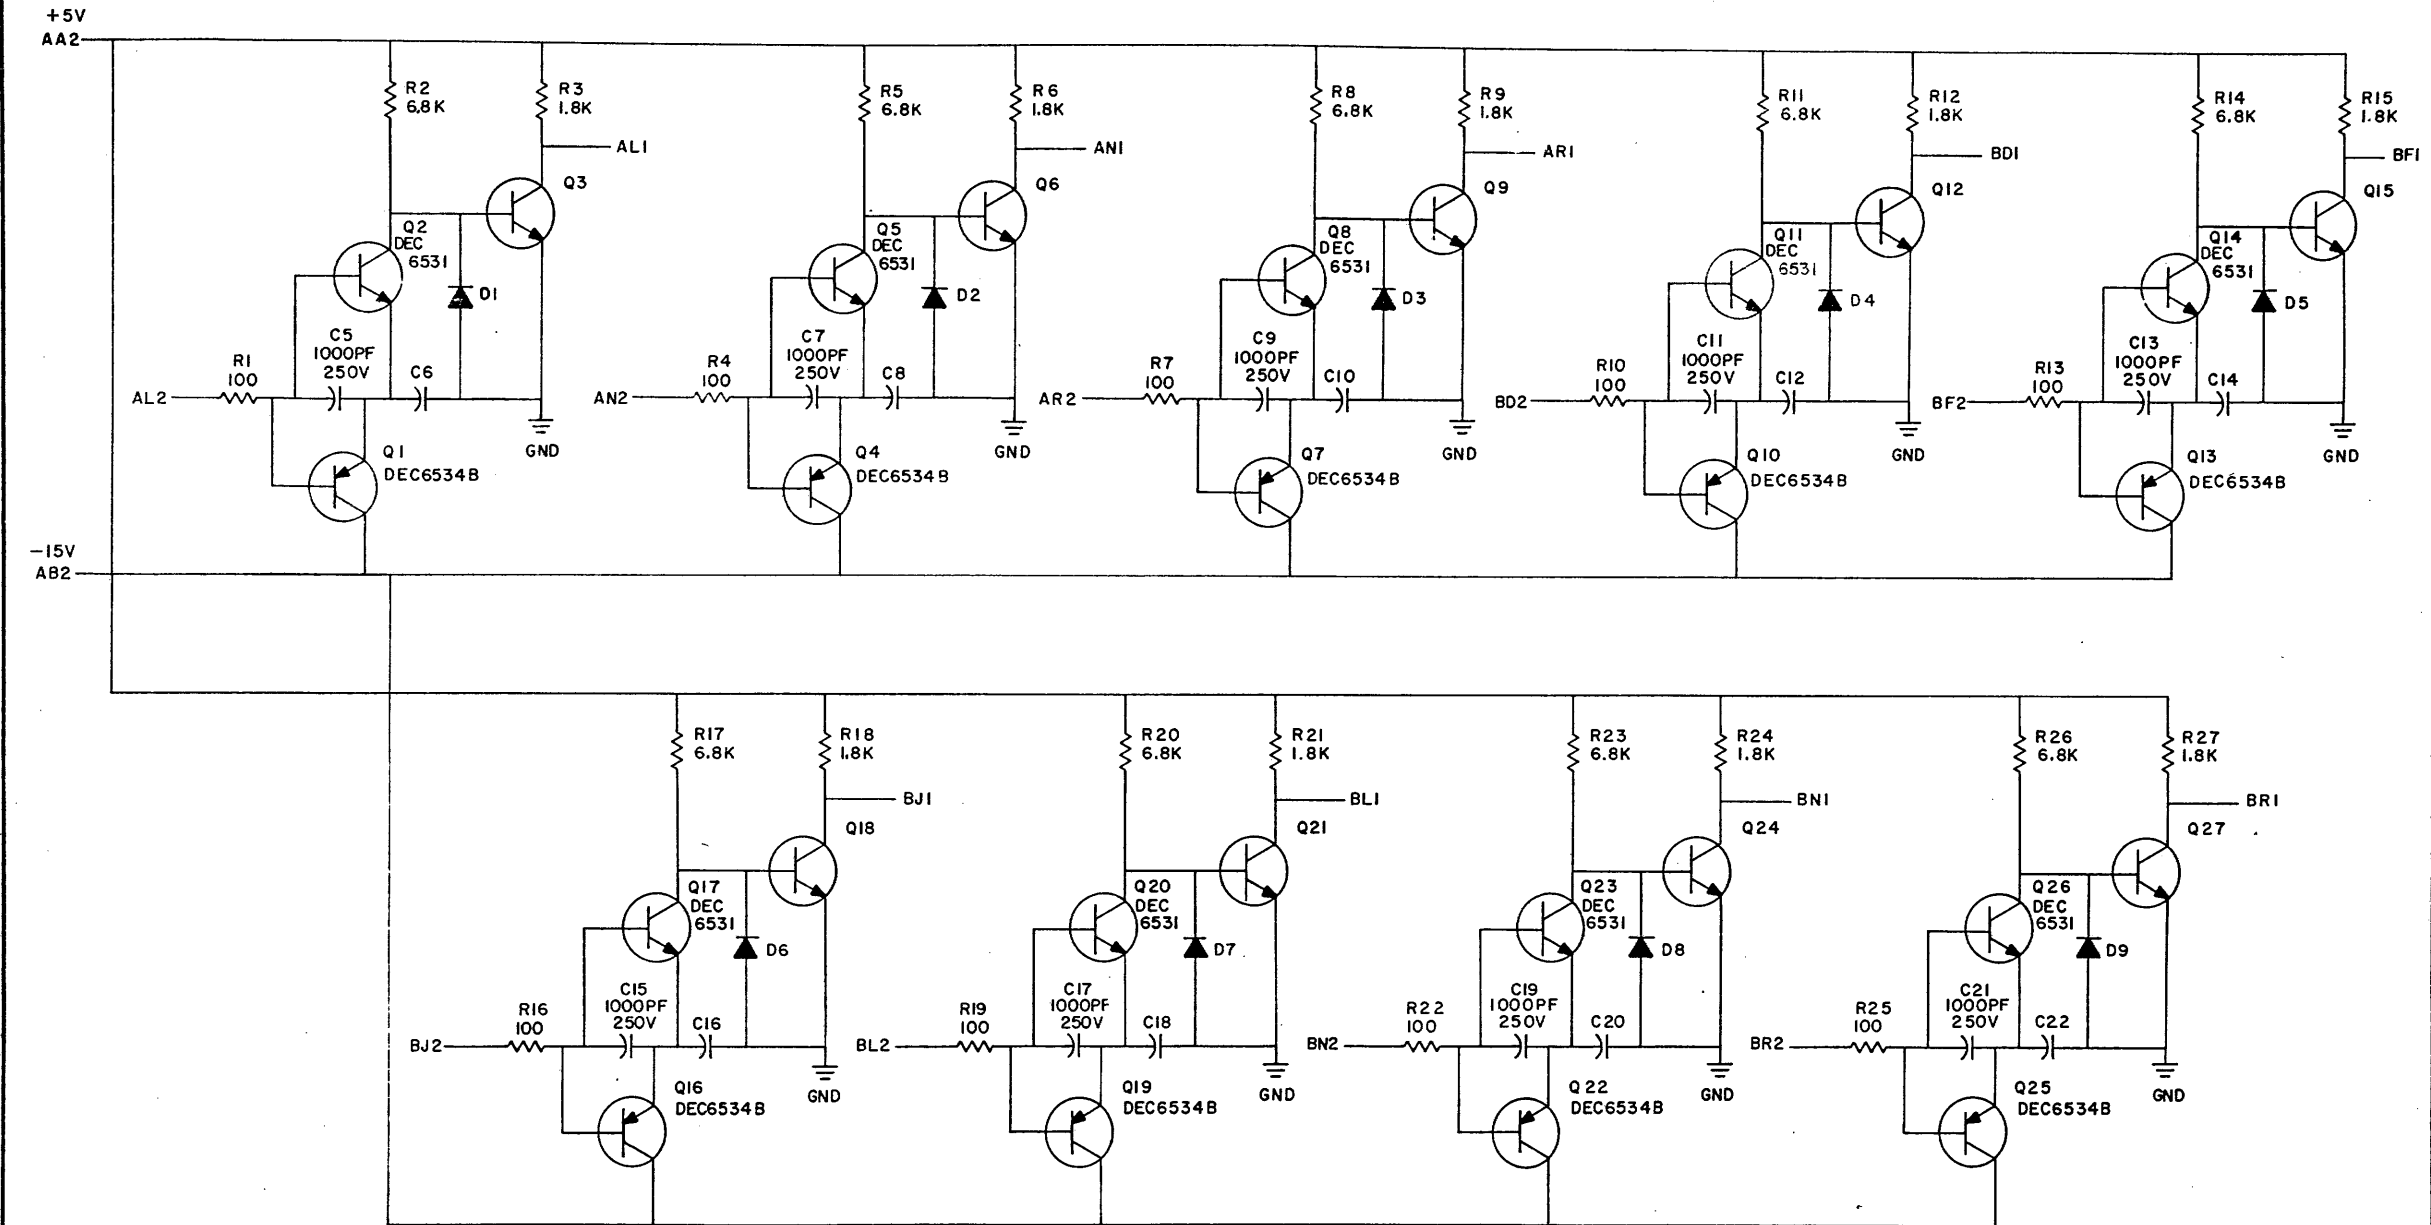 +5V
AA2
R2
6.8K
R3
1.8K
AL1
Q3
Q2
DEC
6531
D1
C5
1000PF
250V
C6
R1
100
AL2
GND
Q1
DEC6534B
R5
6.8K
R6
1.8K
AN1
Q6
Q5
DEC
6531
D2
C7
1000PF
250V
C8
R4
100
AN2
GND
Q4
DEC6534B
R8
6.8K
R9
1.8K
AR1
Q9
Q8
DEC
6531
D3
C9
1000PF
250V
C10
R7
100
AR2
GND
Q7
DEC6534B
R11
6.8K
R12
1.8K
BD1
Q12
Q11
DEC
6531
D4
C11
1000PF
250V
C12
R10
100
BD2
GND
Q10
DEC6534B
R14
6.8K
R15
1.8K
BF1
Q15
Q14
DEC
6531
D5
C13
1000PF
250V
C14
R13
100
BF2
GND
Q13
DEC6534B
-15V
AB2
R17
6.8K
R18
1.8K
BJ1
Q18
Q17
DEC
6531
D6
C15
1000PF
250V
C16
R16
100
BJ2
GND
Q16
DEC6534B
R20
6.8K
R21
1.8K
BL1
Q21
Q20
DEC
6531
D7
C17
1000PF
250V
C18
R19
100
BL2
GND
Q19
DEC6534B
R23
6.8K
R24
1.8K
BN1
Q24
Q23
DEC
6531
D8
C19
1000PF
250V
C20
R22
100
BN2
GND
Q22
DEC6534B
R26
6.8K
R27
1.8K
BR1
Q27
Q26
DEC
6531
D9
C21
1000PF
250V
C22
R25
100
BR2
GND
Q25
DEC6534B